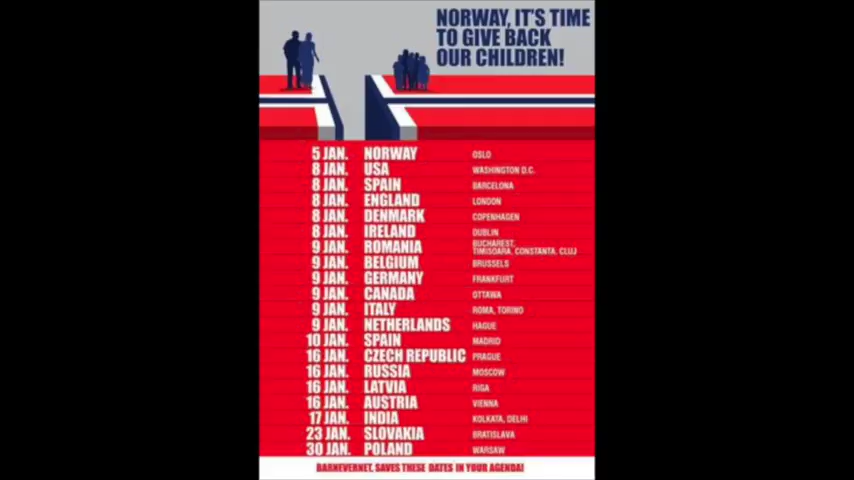 NORWAY, IT'S TIME
TO GIVE BACK
OUR CHILDREN!
5 JAN. NORWAY OSLO
8 JAN. USA WASHINGTON D.C.
8 JAN. SPAIN BARCELONA
8 JAN. ENGLAND LONDON
8 JAN. DENMARK COPENHAGEN
8 JAN. IRELAND DUBLIN
9 JAN. ROMANIA BUCHAREST, TIMISOARA, CONSTANTA, CLUJ
9 JAN. BELGIUM BRUSSELS
9 JAN. GERMANY FRANKFURT
9 JAN. CANADA OTTAWA
9 JAN. ITALY ROMA, TORINO
9 JAN. NETHERLANDS HAGUE
10 JAN. SPAIN MADRID
16 JAN. CZECH REPUBLIC PRAGUE
16 JAN. RUSSIA MOSCOW
16 JAN. LATVIA RIGA
16 JAN. AUSTRIA VIENNA
17 JAN. INDIA KOLKATA, DELHI
23 JAN. SLOVAKIA BRATISLAVA
30 JAN. POLAND WARSAW
BARNEVERNET, SAVES THESE DATES IN YOUR AGENDA!